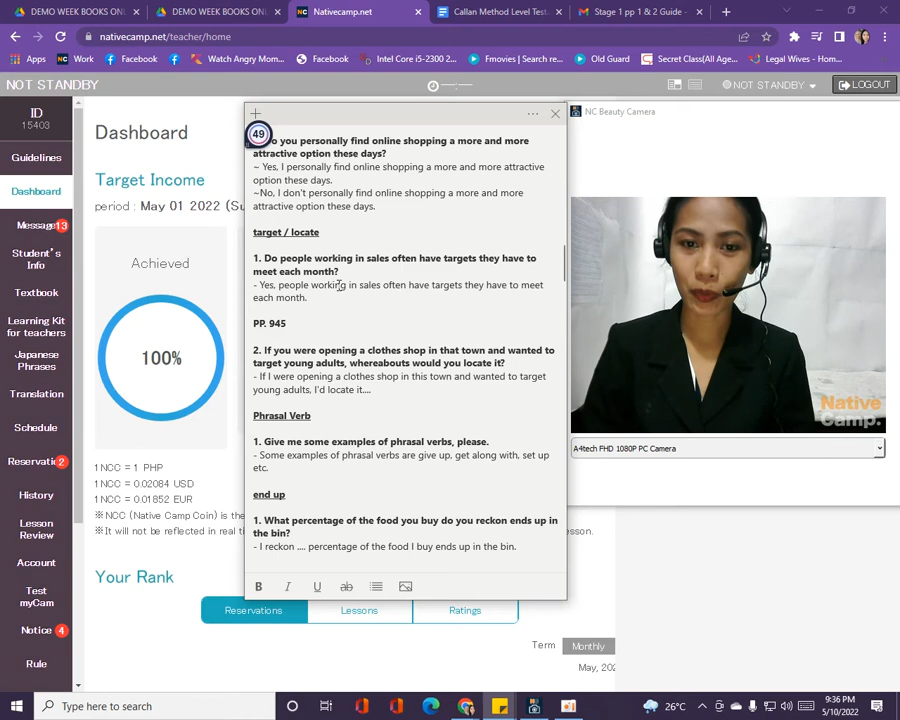 DEMO WEEK BOOKS ONL
DEMO WEEK BOOKS ONL
Nativecamp.net
Callan Method Level Test.
Stage 1 pp 1 & 2 Guide -
nativecamp.net/teacher/home
Apps
Work
Facebook
Watch Angry Mom...
Facebook
Intel Core i5-2300 2...
Fmovies | Search re...
Old Guard
Secret Class(All Age...
Legal Wives - Hom...
NOT STANDBY
NOT STANDBY
LOGOUT
ID
15403
Guidelines
Dashboard
Message
13
Student's
Info
Textbook
Learning Kit
for teachers
Japanese
Phrases
Translation
Schedule
Reservati
2
History
Lesson
Review
Account
Test
myCam
Notice
4
Rule
Dashboard
Target Income
period : May 01 2022 (Su
Achieved
100%
1 NCC = 1 PHP
1 NCC = 0.02084 USD
1 NCC = 0.01852 EUR
※NCC (Native Camp Coin) is the
※It will not be reflected in real ti
lesson.
Your Rank
Reservations
Lessons
Ratings
Term
Monthly
May, 202
49
you personally find online shopping a more and more
attractive option these days?
~ Yes, I personally find online shopping a more and more attractive
option these days.
~No, I don't personally find online shopping a more and more
attractive option these days.
target / locate
1. Do people working in sales often have targets they have to
meet each month?
- Yes, people working in sales often have targets they have to meet
each month.
PP. 945
2. If you were opening a clothes shop in that town and wanted to
target young adults, whereabouts would you locate it?
- If I were opening a clothes shop in this town and wanted to target
young adults, I'd locate it....
Phrasal Verb
1. Give me some examples of phrasal verbs, please.
- Some examples of phrasal verbs are give up, get along with, set up
etc.
end up
1. What percentage of the food you buy do you reckon ends up in
the bin?
- I reckon .... percentage of the food I buy ends up in the bin.
B I U ab
NC Beauty Camera
Native
Camp.
A4tech FHD 1080P PC Camera
Type here to search
26°C
9:36 PM
5/10/2022